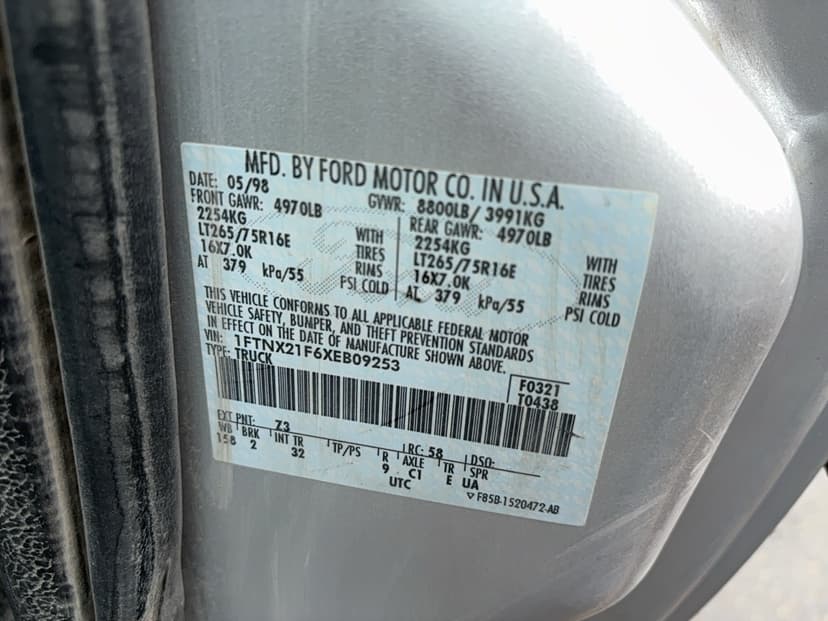 MFD. BY FORD MOTOR CO. IN U.S.A.
DATE: 05/98 GVWR: 8800LB/ 3991KG
FRONT GAWR: 4970LB REAR GAWR: 4970LB
2254KG WITH 2254KG WITH
LT265/75R16E TIRES LT265/75R16E TIRES
16X7.0K RIMS 16X7.0K RIMS
AT 379 kPa/55 PSI COLD AT 379 kPa/55 PSI COLD
THIS VEHICLE CONFORMS TO ALL APPLICABLE FEDERAL MOTOR
VEHICLE SAFETY, BUMPER, AND THEFT PREVENTION STANDARDS
IN EFFECT ON THE DATE OF MANUFACTURE SHOWN ABOVE.
VIN: 1FTNX21F6XEB09253
TYPE: TRUCK
F0321
T0438
EXT PNT: Z3 RC: 58 DSO:
WB BRK INT TR TP/PS R AXLE TR SPR
158 2 32 9 C1 E UA
UTC
▽ F85B-1520472-AB